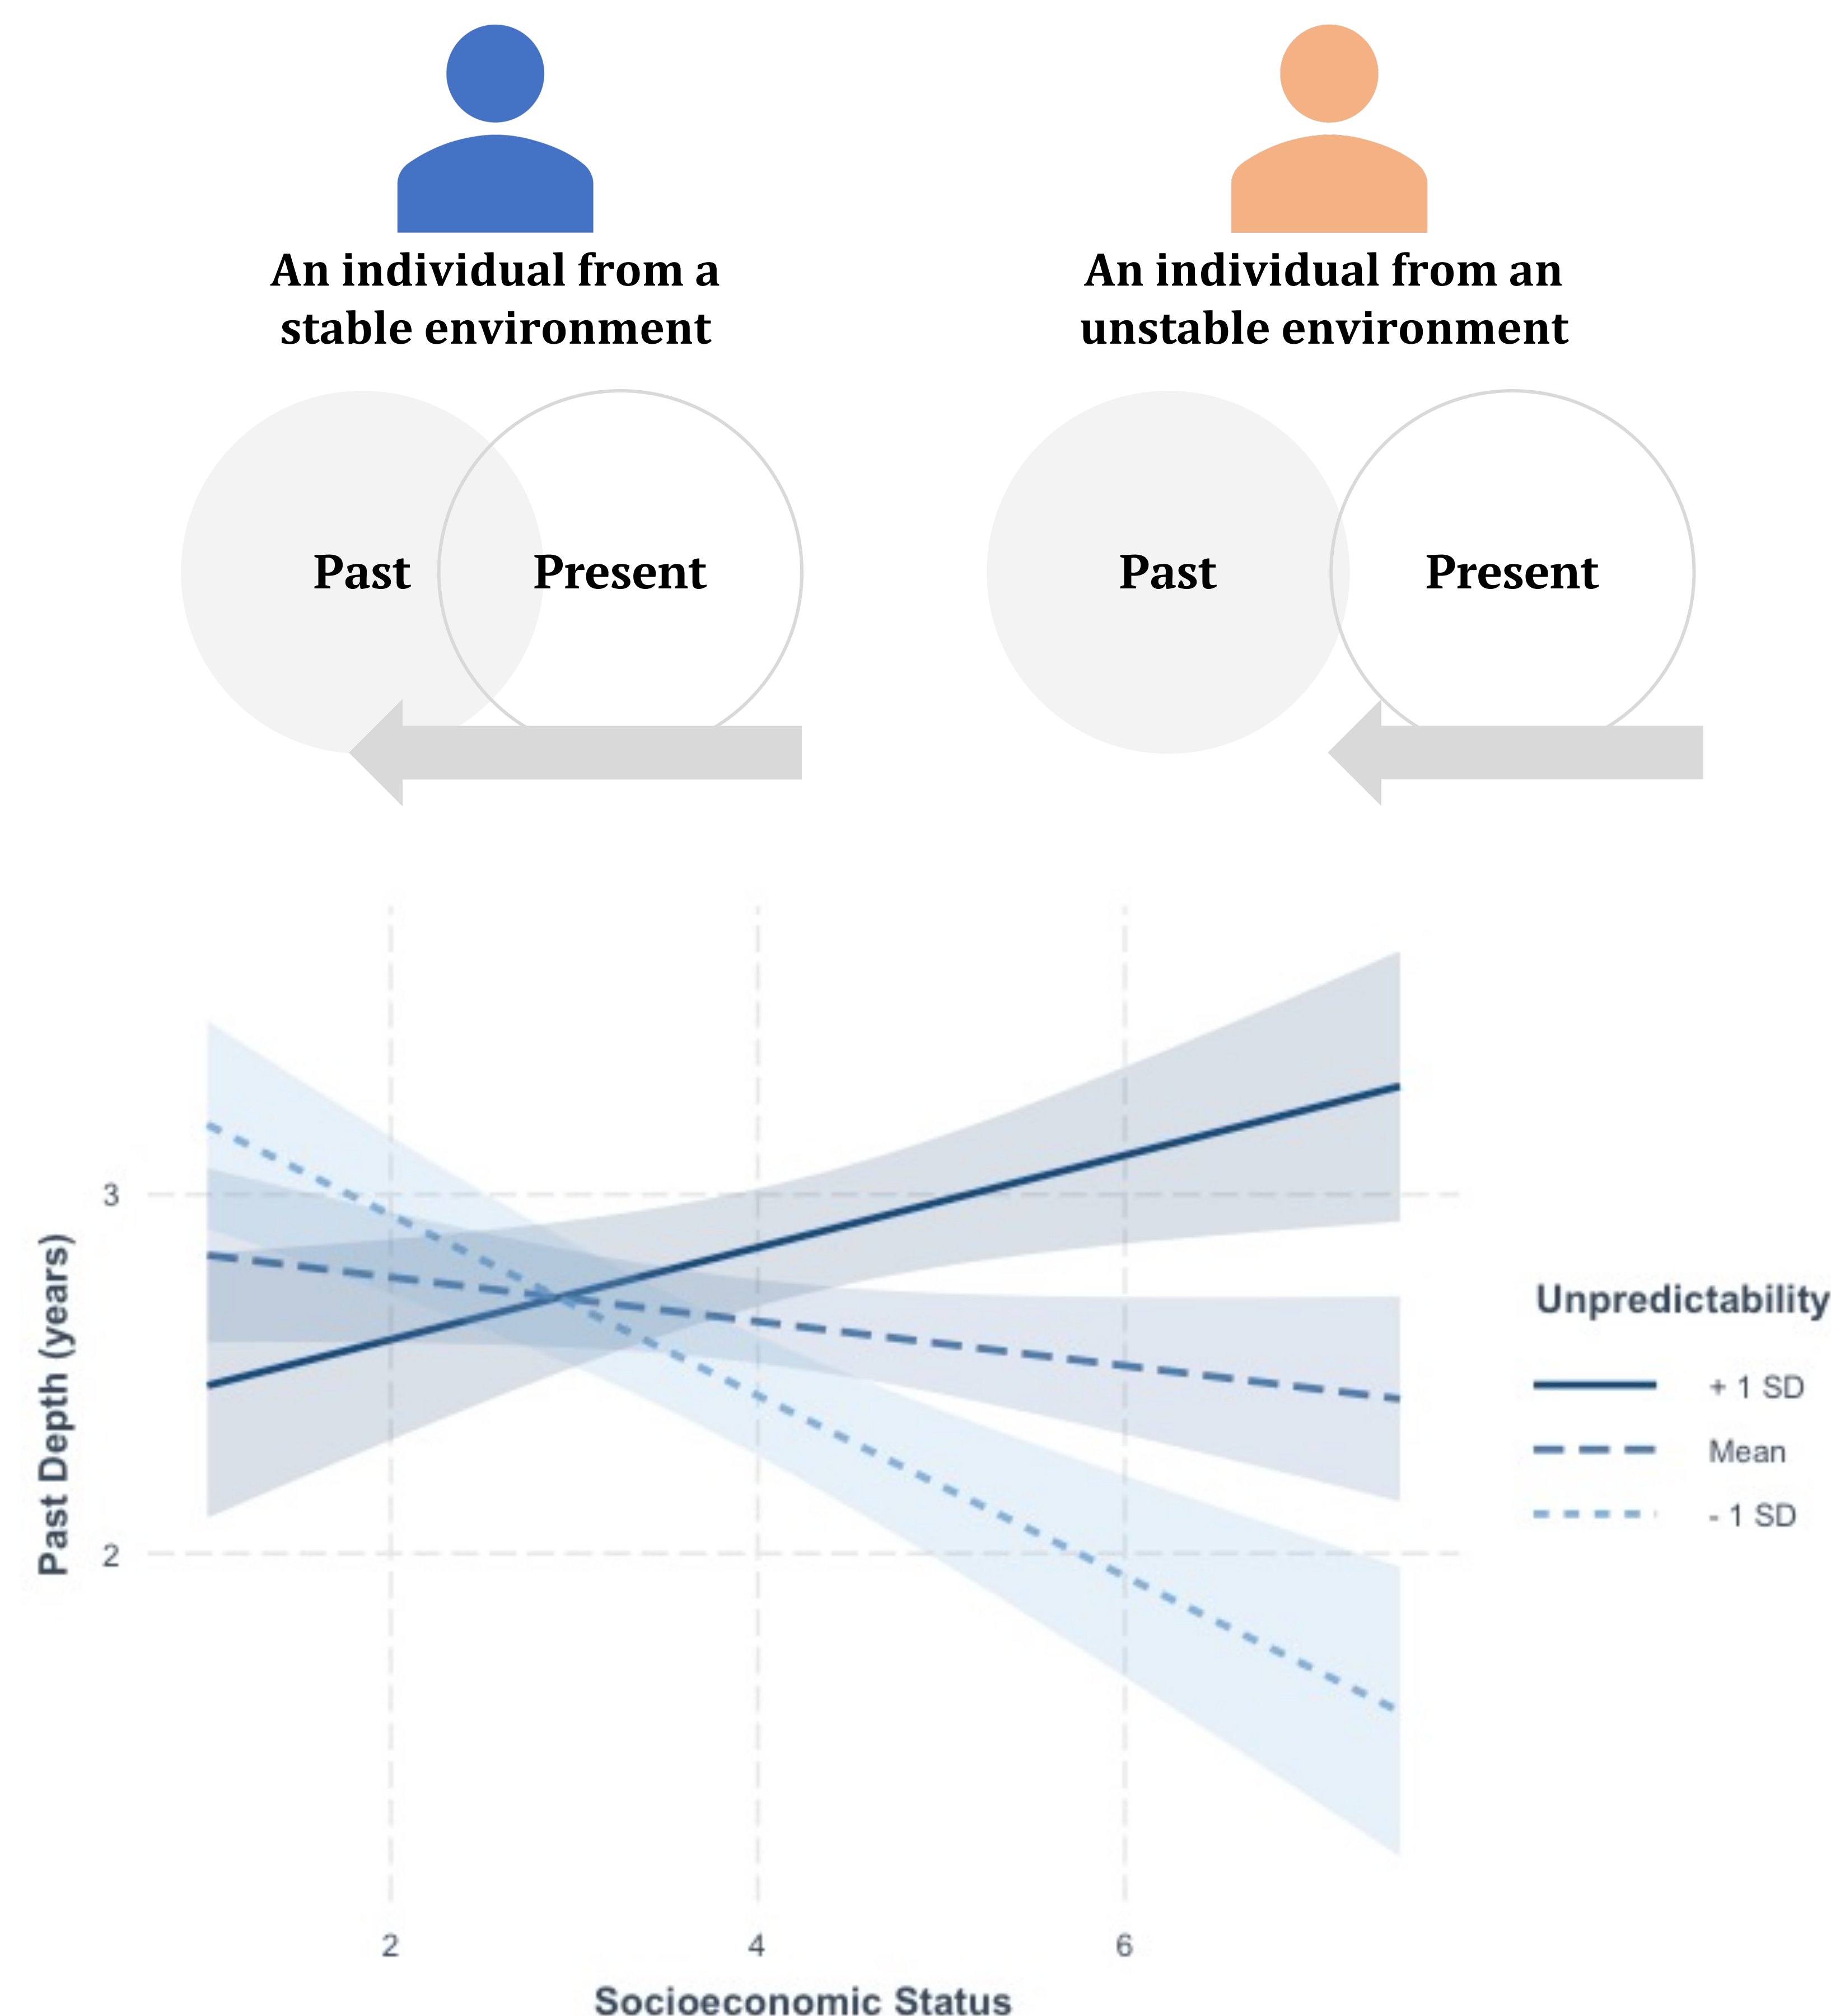 An individual from a
stable environment
An individual from an
unstable environment
Past
Present
Past
Present
3
2
Past Depth (years)
2
4
6
Socioeconomic Status
Unpredictability
+ 1 SD
Mean
- 1 SD